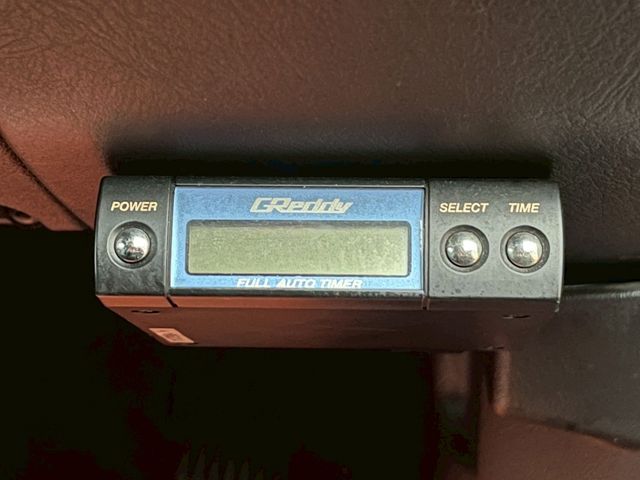 POWER
GReddy
SELECT TIME
FULL AUTO TIMER